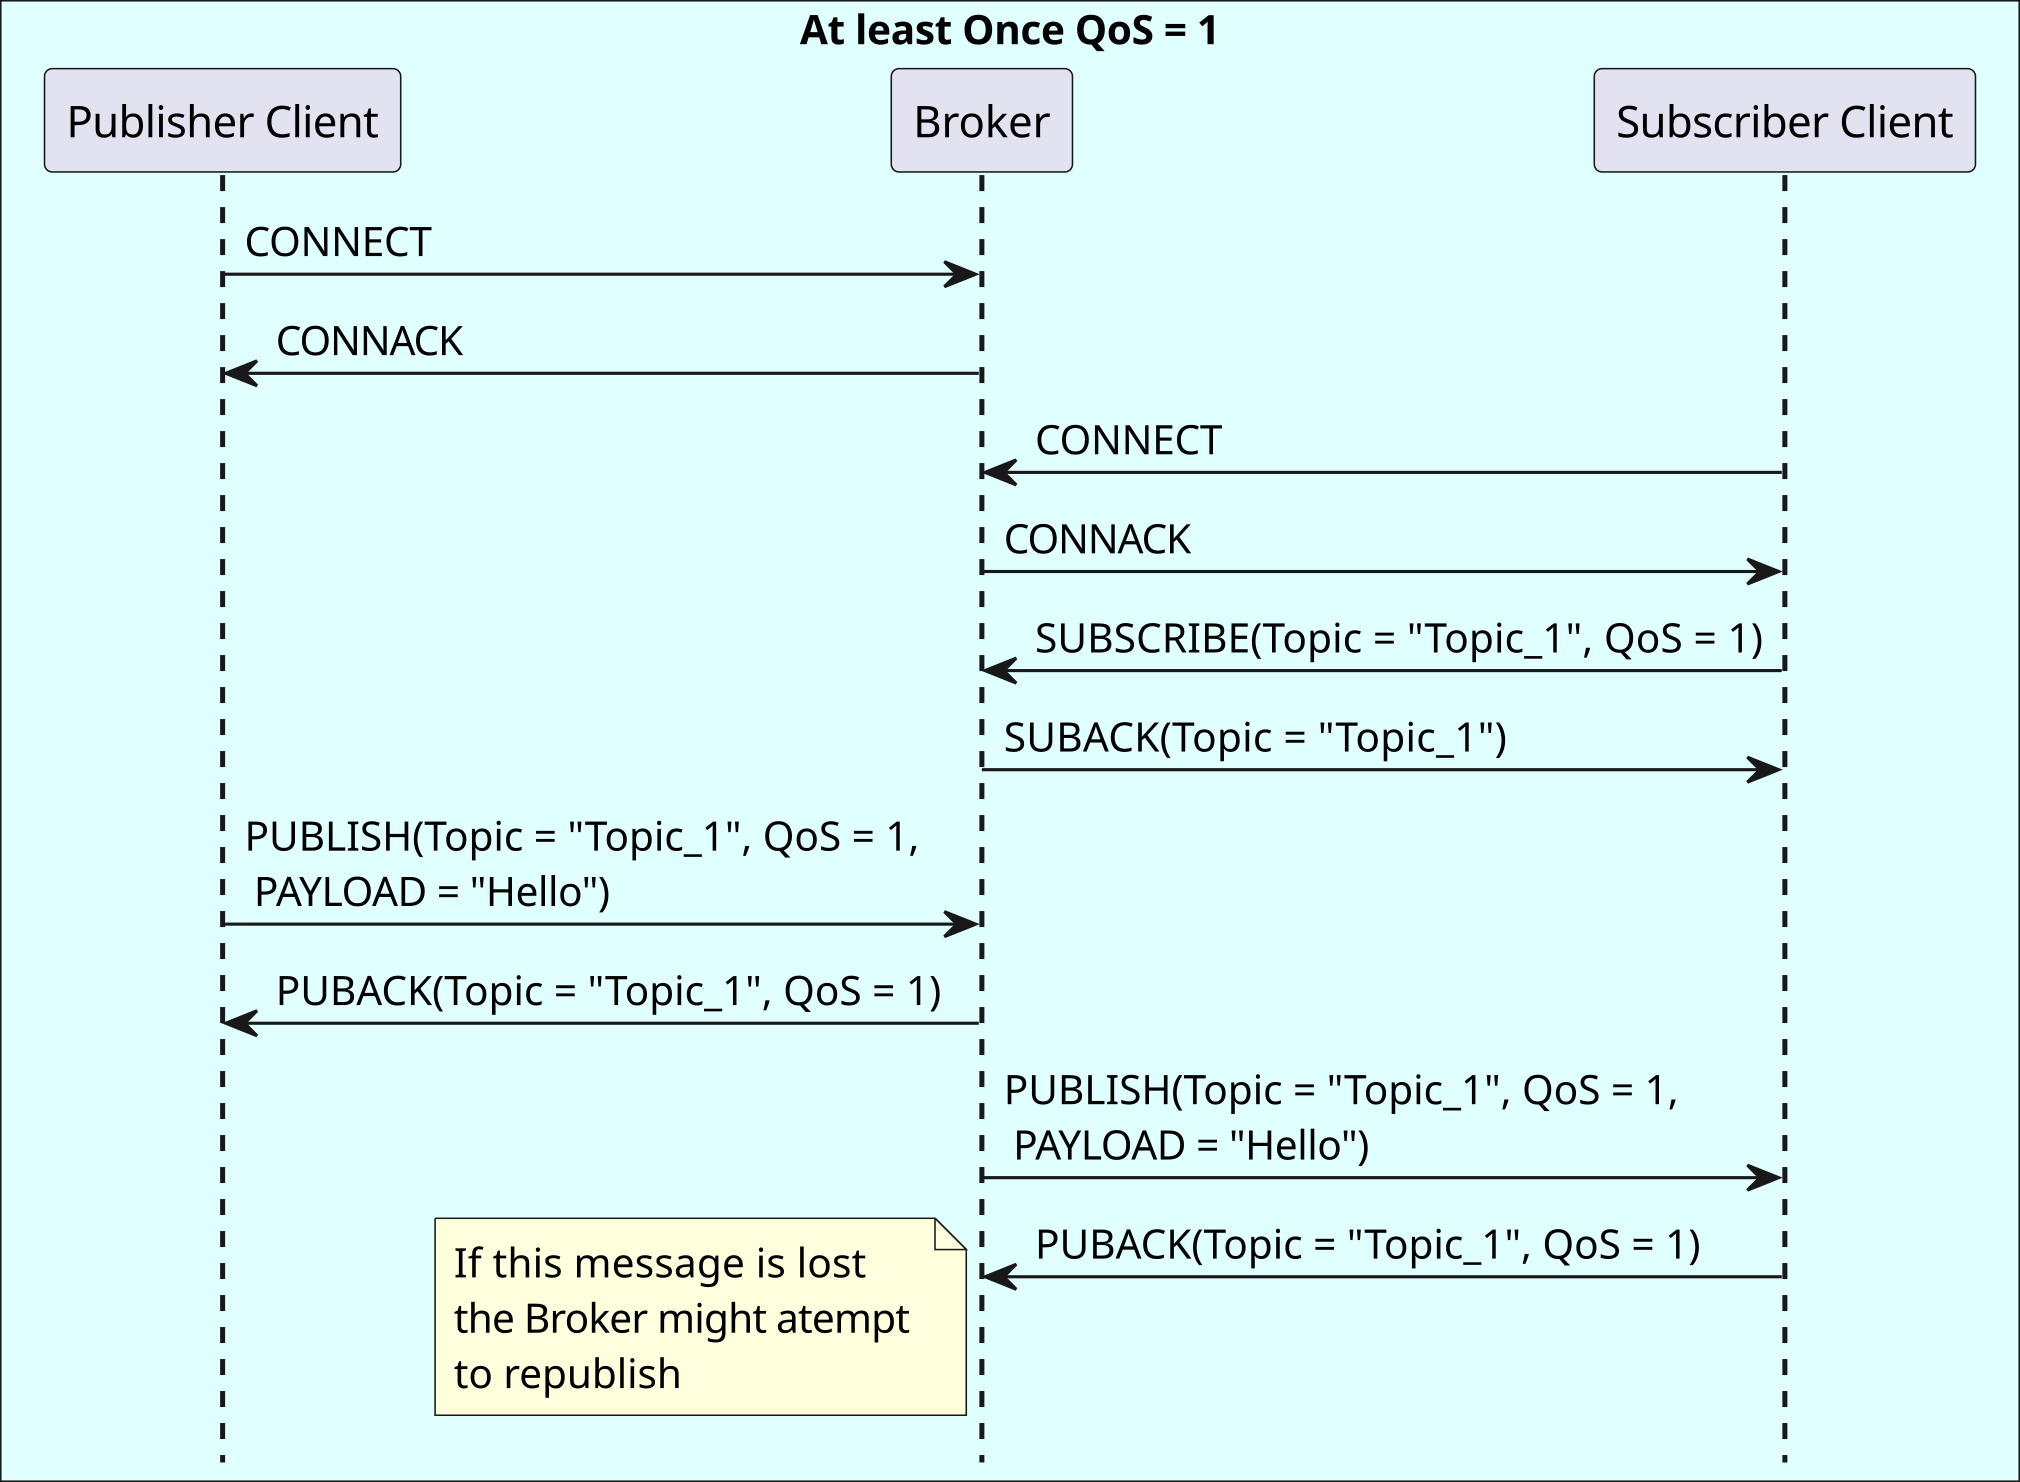 At least Once QoS = 1
Publisher Client
Broker
Subscriber Client
CONNECT
CONNACK
CONNECT
CONNACK
SUBSCRIBE(Topic = "Topic_1", QoS = 1)
SUBACK(Topic = "Topic_1")
PUBLISH(Topic = "Topic_1", QoS = 1,
PAYLOAD = "Hello")
PUBACK(Topic = "Topic_1", QoS = 1)
PUBLISH(Topic = "Topic_1", QoS = 1,
PAYLOAD = "Hello")
PUBACK(Topic = "Topic_1", QoS = 1)
If this message is lost
the Broker might atempt
to republish